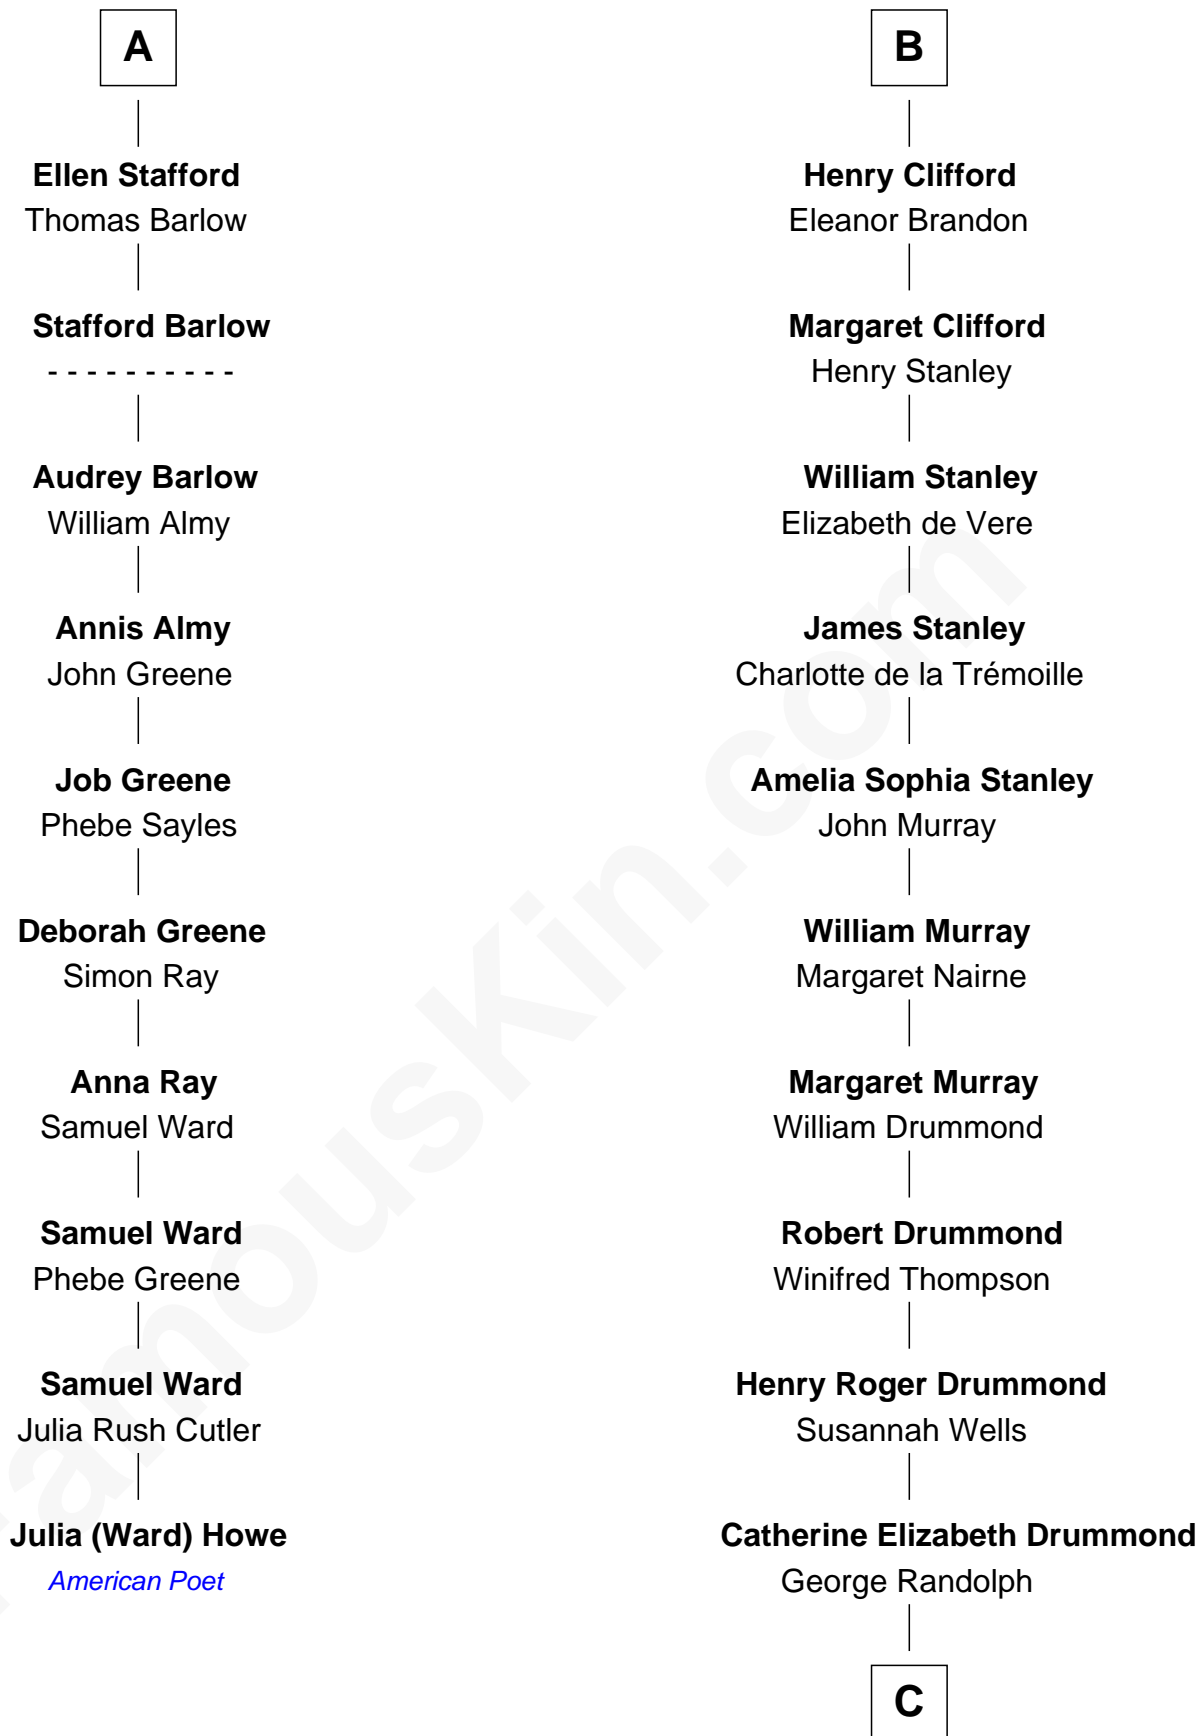 A
Ellen Stafford
Thomas Barlow
Stafford Barlow
- - - - - - - - - -
Audrey Barlow
William Almy
Annis Almy
John Greene
Job Greene
Phebe Sayles
Deborah Greene
Simon Ray
Anna Ray
Samuel Ward
Samuel Ward
Phebe Greene
Samuel Ward
Julia Rush Cutler
Julia (Ward) Howe
American Poet
B
Henry Clifford
Eleanor Brandon
Margaret Clifford
Henry Stanley
William Stanley
Elizabeth de Vere
James Stanley
Charlotte de la Trémoille
Amelia Sophia Stanley
John Murray
William Murray
Margaret Nairne
Margaret Murray
William Drummond
Robert Drummond
Winifred Thompson
Henry Roger Drummond
Susannah Wells
Catherine Elizabeth Drummond
George Randolph
C
FamousKin.com